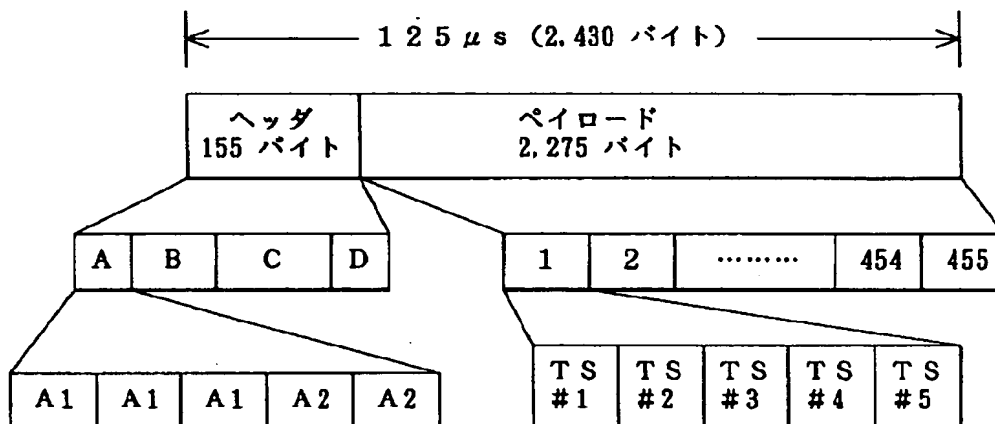 125μs (2,430 バイト)
ヘッダ
155 バイト
ペイロード
2,275 バイト
A B C D
1 2 ……… 454 455
A1 A1 A1 A2 A2
TS #1 TS #2 TS #3 TS #4 TS #5